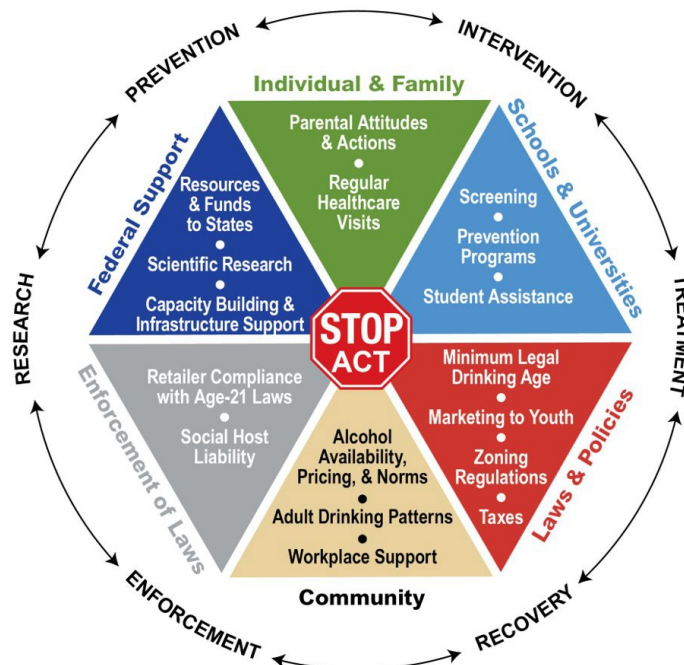 PREVENTION
INTERVENTION
TREATMENT
RECOVERY
ENFORCEMENT
RESEARCH
Individual & Family
Parental Attitudes
& Actions
Regular
Healthcare
Visits
Schools & Universities
Screening
Prevention
Programs
Student Assistance
Laws & Policies
Minimum Legal
Drinking Age
Marketing to Youth
Zoning
Regulations
Taxes
Community
Alcohol
Availability,
Pricing, & Norms
Adult Drinking Patterns
Workplace Support
Enforcement of Laws
Retailer Compliance
with Age-21 Laws
Social Host
Liability
Federal Support
Resources
& Funds
to States
Scientific Research
Capacity Building &
Infrastructure Support
STOP
ACT